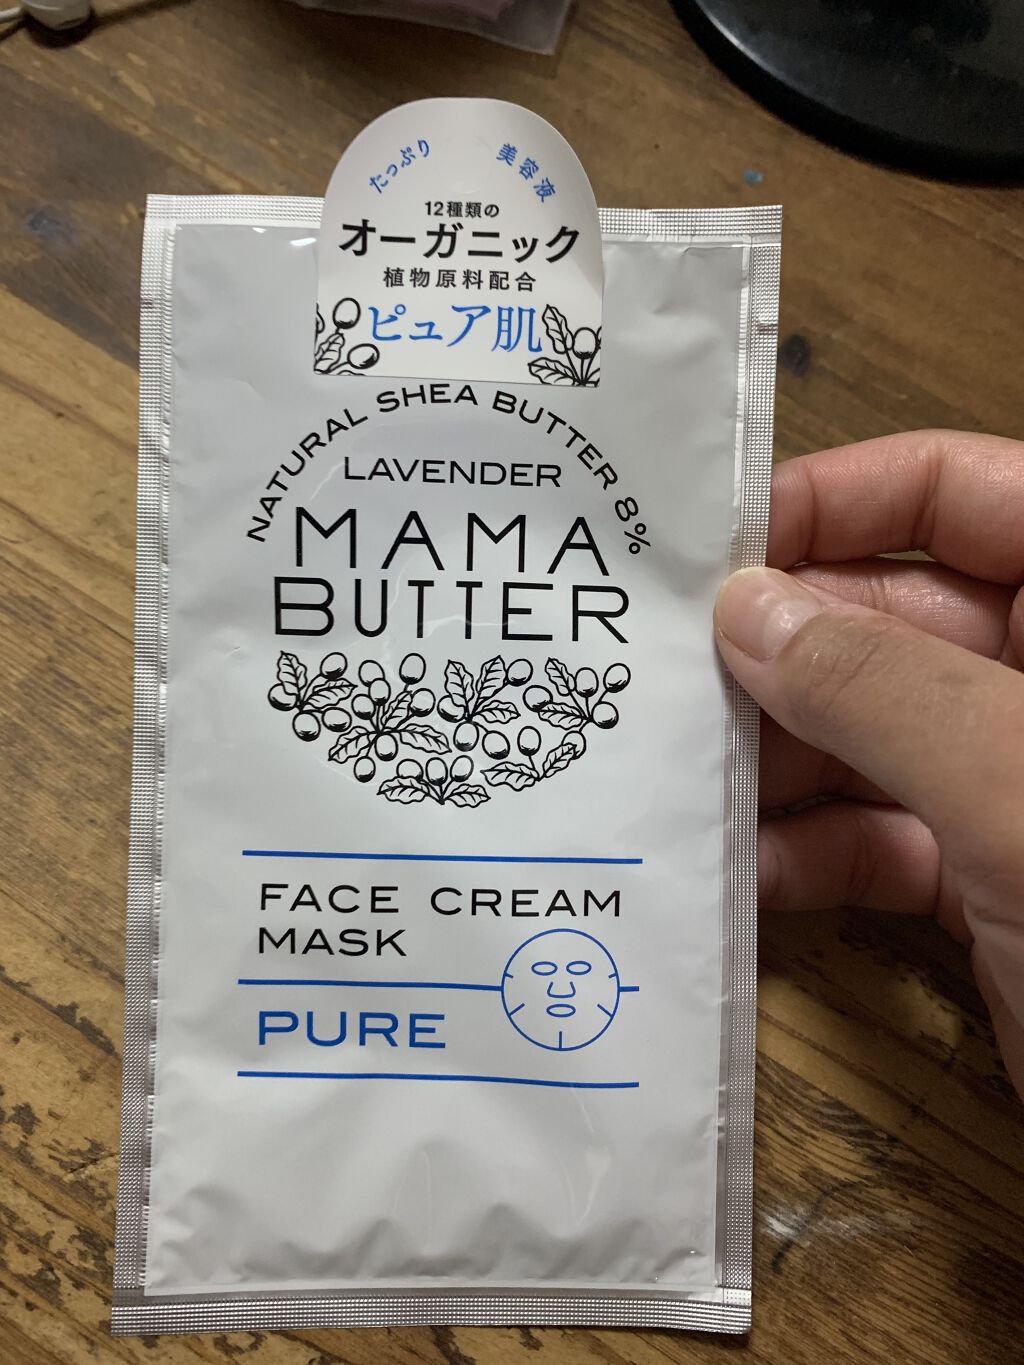 たっぷり 美容液
12種類の
オーガニック
植物原料配合
ピュア肌
NATURAL SHEA BUTTER 8%
LAVENDER
MAMA
BUTTER
FACE CREAM
MASK
PURE